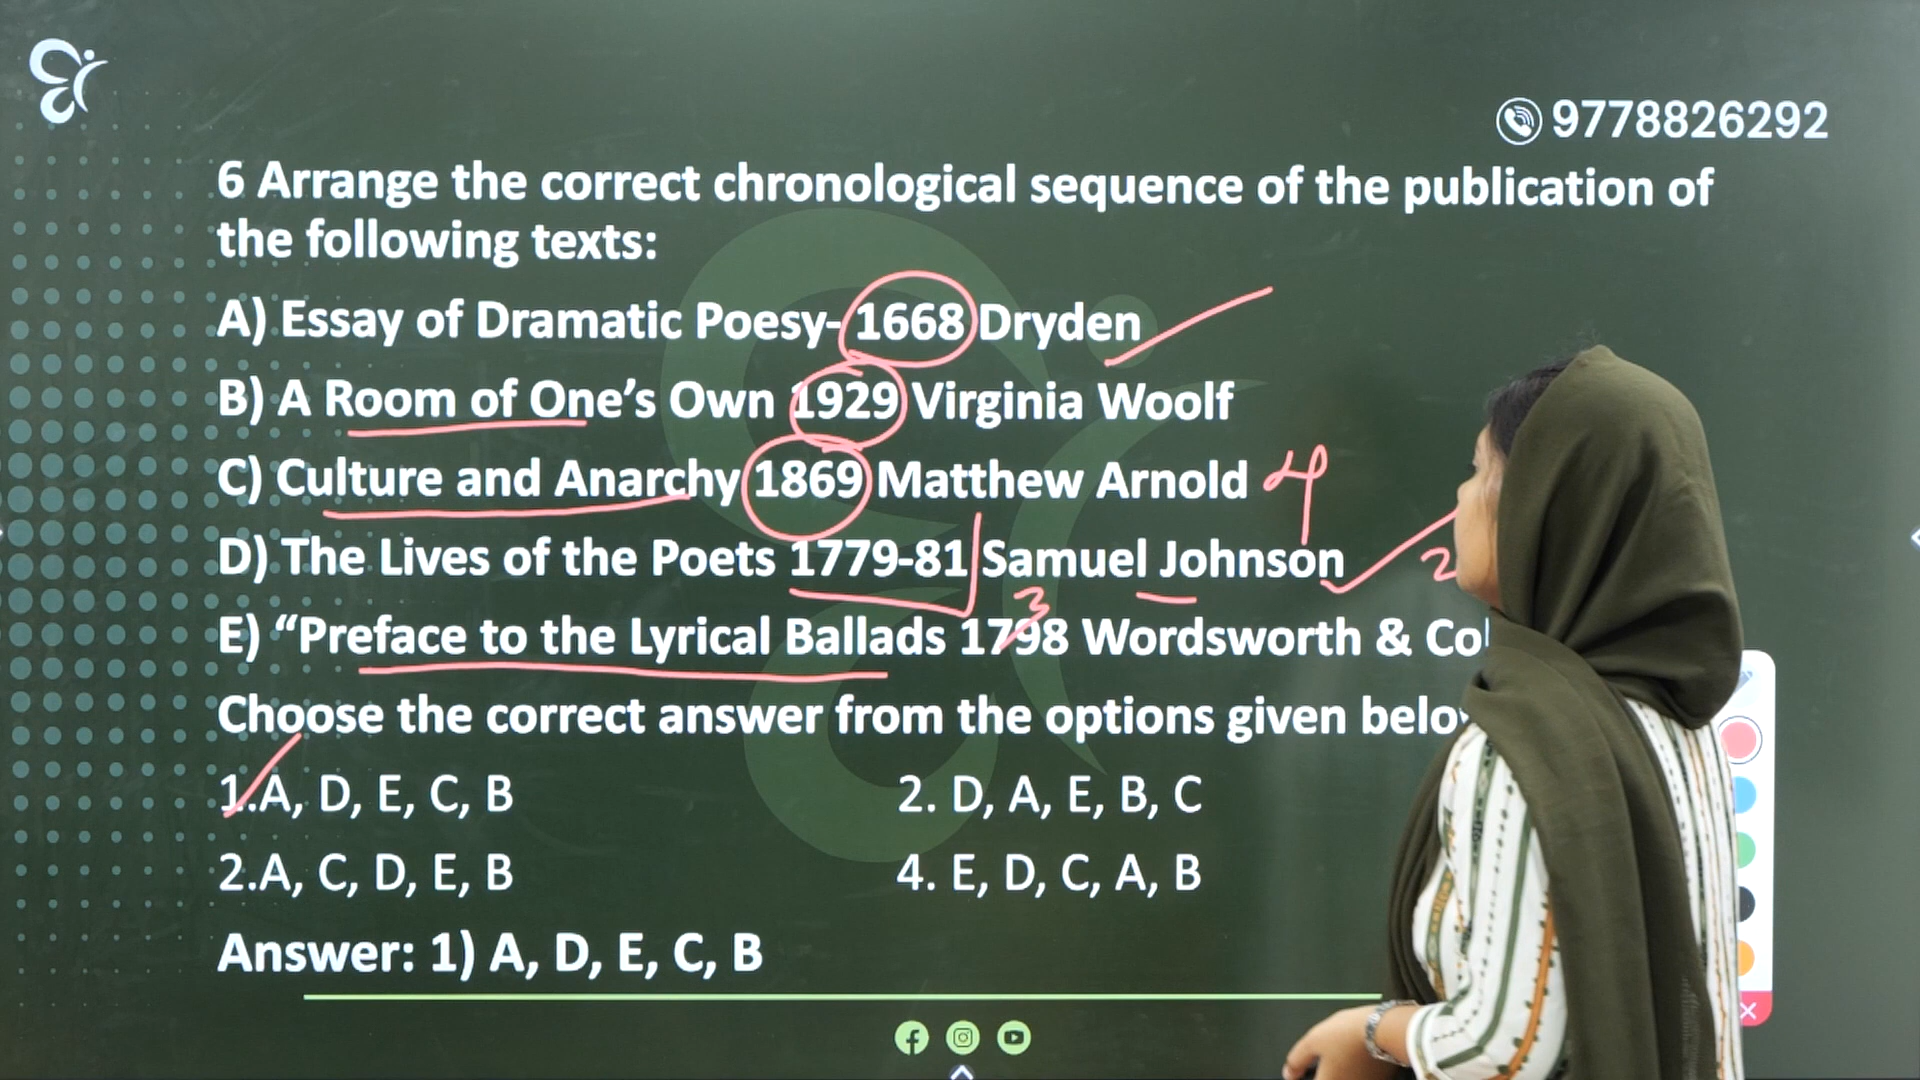 9778826292
6 Arrange the correct chronological sequence of the publication of
the following texts:
A) Essay of Dramatic Poesy- 1668 Dryden
B) A Room of One’s Own 1929 Virginia Woolf
C) Culture and Anarchy 1869 Matthew Arnold 4
D) The Lives of the Poets 1779-81 Samuel Johnson 2
3
E) “Preface to the Lyrical Ballads 1798 Wordsworth &
Choose the correct answer from the options given
1.A, D, E, C, B 2. D, A, E, B, C
2.A, C, D, E, B 4. E, D, C, A, B
Answer: 1) A, D, E, C, B